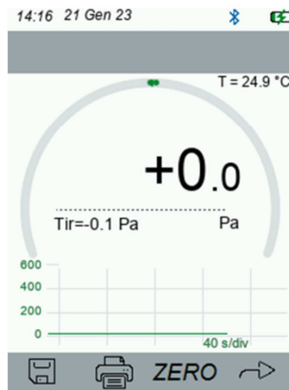 14:16 21 Gen 23
T = 24.9 °C
+0.0
Tir=-0.1 Pa Pa
600
400
200
0
40 s/div
ZERO